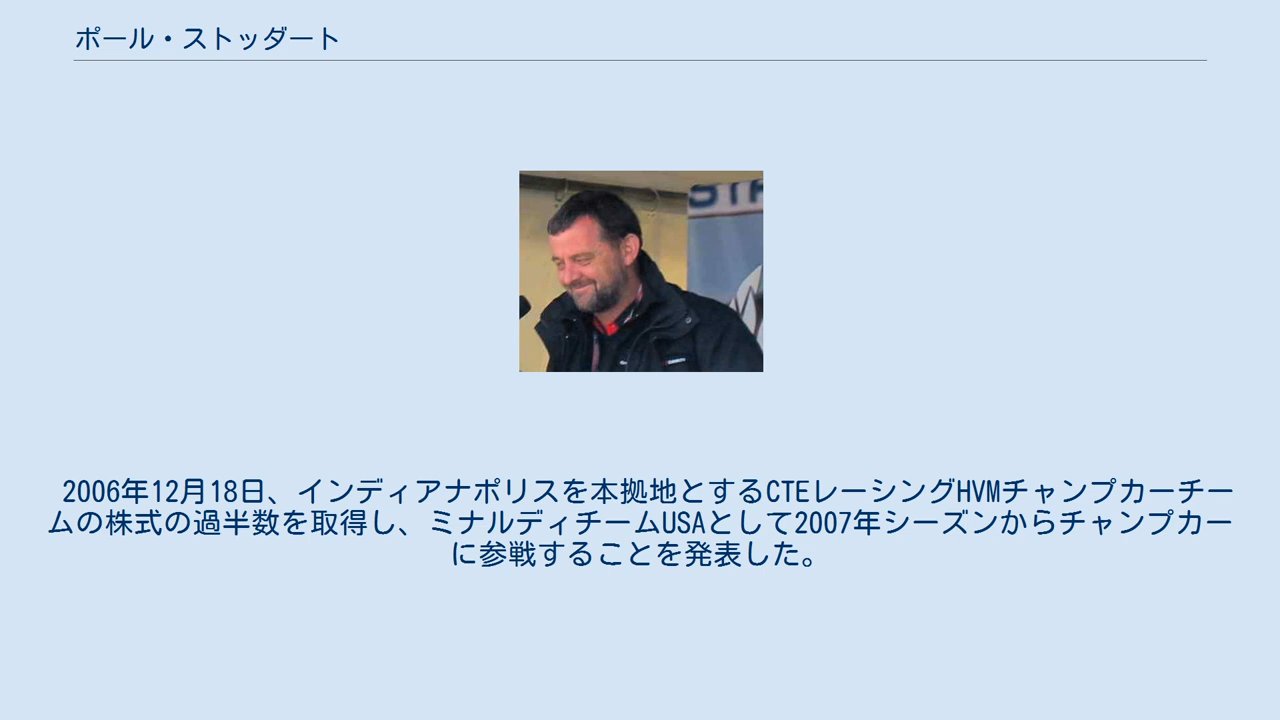 ポール・ストッダート
STA
2006年12月18日、インディアナポリスを本拠地とするCTEレーシングHVMチャンプカーチー
ムの株式の過半数を取得し、ミナルディチームUSAとして2007年シーズンからチャンプカー
に参戦することを発表した。